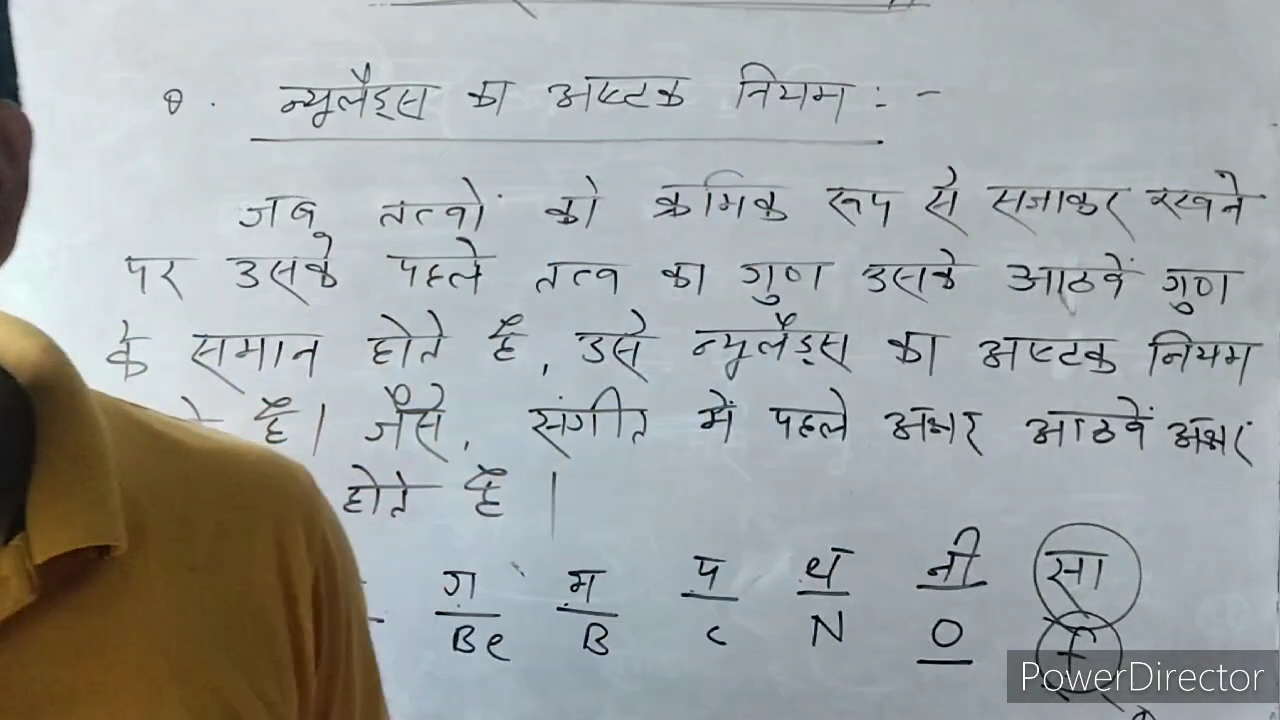 0. न्यूलैड्स का अष्टक नियम : -
जब तत्वों को क्रमिक रूप से सजाकर रखने
पर उसके पहले तत्व का गुण उसके आठवें गुण
के समान होते है, उसे न्यूलैड्स का अष्टक नियम
है। जैसे, संगीत में पहले अक्षर आठवें अक्षर
होते है।
ग म प ध नी सा
Be B C N O F
PowerDirector